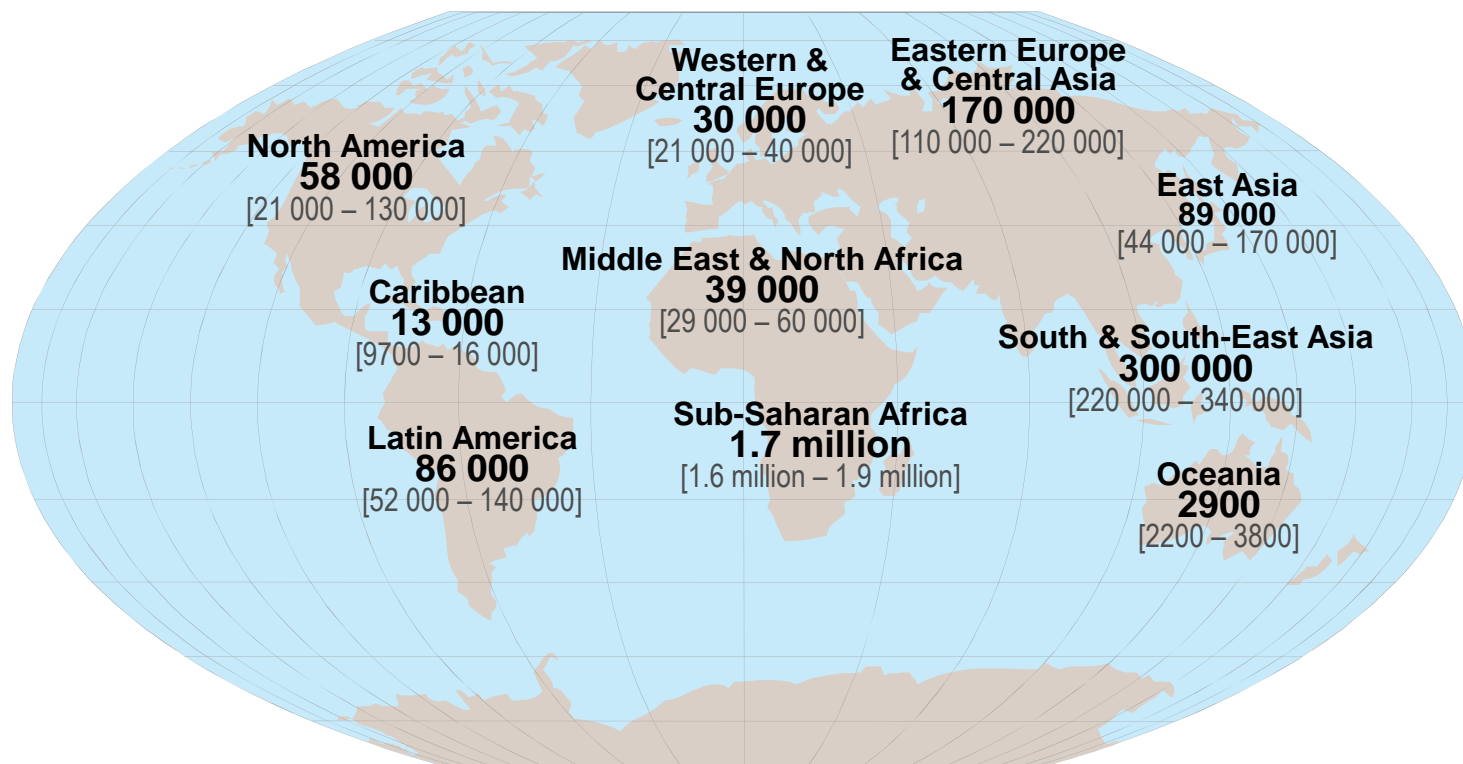 Western &
Central Europe
30 000
[21 000 – 40 000]
Eastern Europe
& Central Asia
170 000
[110 000 – 220 000]
North America
58 000
[21 000 – 130 000]
East Asia
89 000
[44 000 – 170 000]
Middle East & North Africa
39 000
[29 000 – 60 000]
Caribbean
13 000
[9700 – 16 000]
South & South-East Asia
300 000
[220 000 – 340 000]
Sub-Saharan Africa
1.7 million
[1.6 million – 1.9 million]
Latin America
86 000
[52 000 – 140 000]
Oceania
2900
[2200 – 3800]